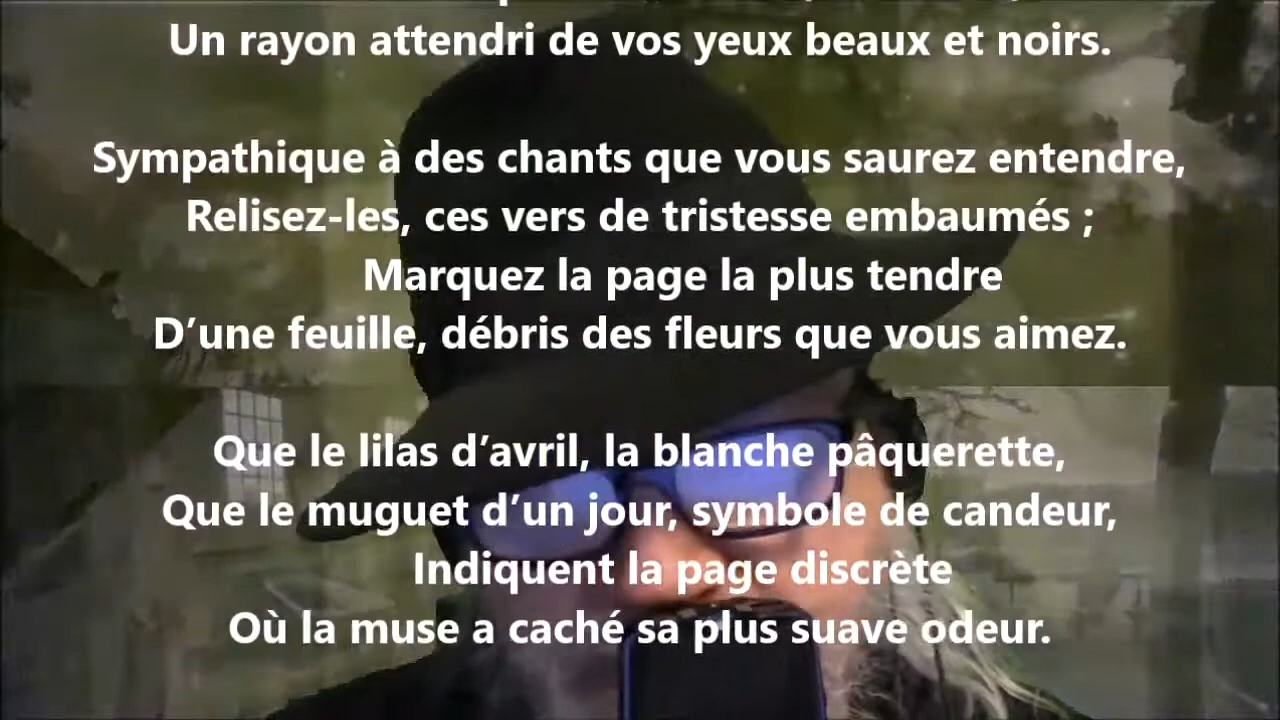 Un rayon attendri de vos yeux beaux et noirs.
Sympathique à des chants que vous saurez entendre,
Relisez-les, ces vers de tristesse embaumés ;
Marquez la page la plus tendre
D’une feuille, débris des fleurs que vous aimez.
Que le lilas d’avril, la blanche pâquerette,
Que le muguet d’un jour, symbole de candeur,
Indiquent la page discrète
Où la muse a caché sa plus suave odeur.